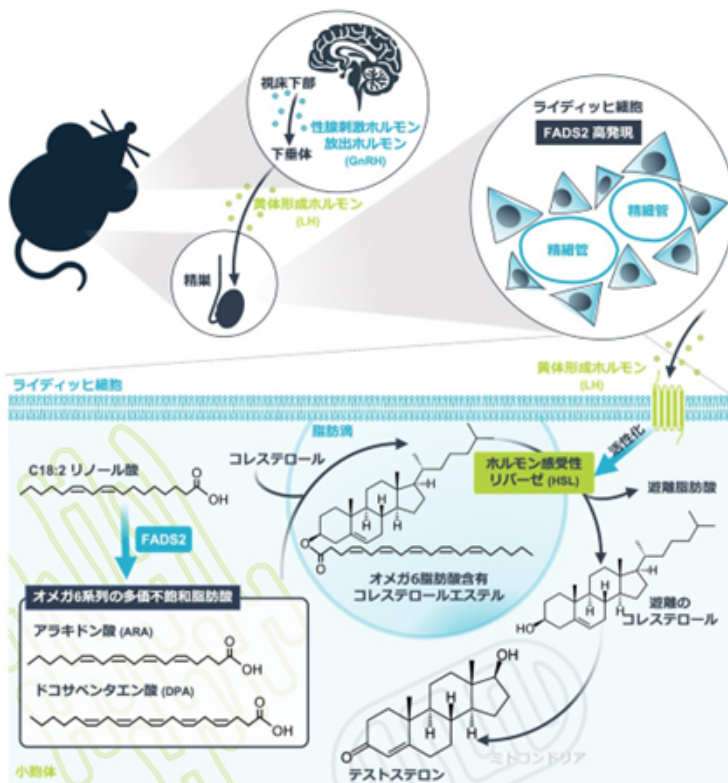 視床下部
性腺刺激ホルモン
放出ホルモン
(GnRH)
下垂体
黄体形成ホルモン
(LH)
精巣
ライディッヒ細胞
FADS2 高発現
精細管
精細管
黄体形成ホルモン
(LH)
ライディッヒ細胞
活性化
脂肪滴
C18:2 リノール酸
O
OH
コレステロール
ホルモン感受性
リパーゼ (HSL)
遊離脂肪酸
H
H
H
O
O
オメガ6脂肪酸含有
コレステロールエステル
FADS2
H
H
H
HO
遊離の
コレステロール
オメガ6系列の多価不飽和脂肪酸
アラキドン酸 (ARA)
O
OH
ドコサペンタエン酸 (DPA)
O
OH
OH
H
H
H
O
テストステロン
ミトコンドリア
小胞体